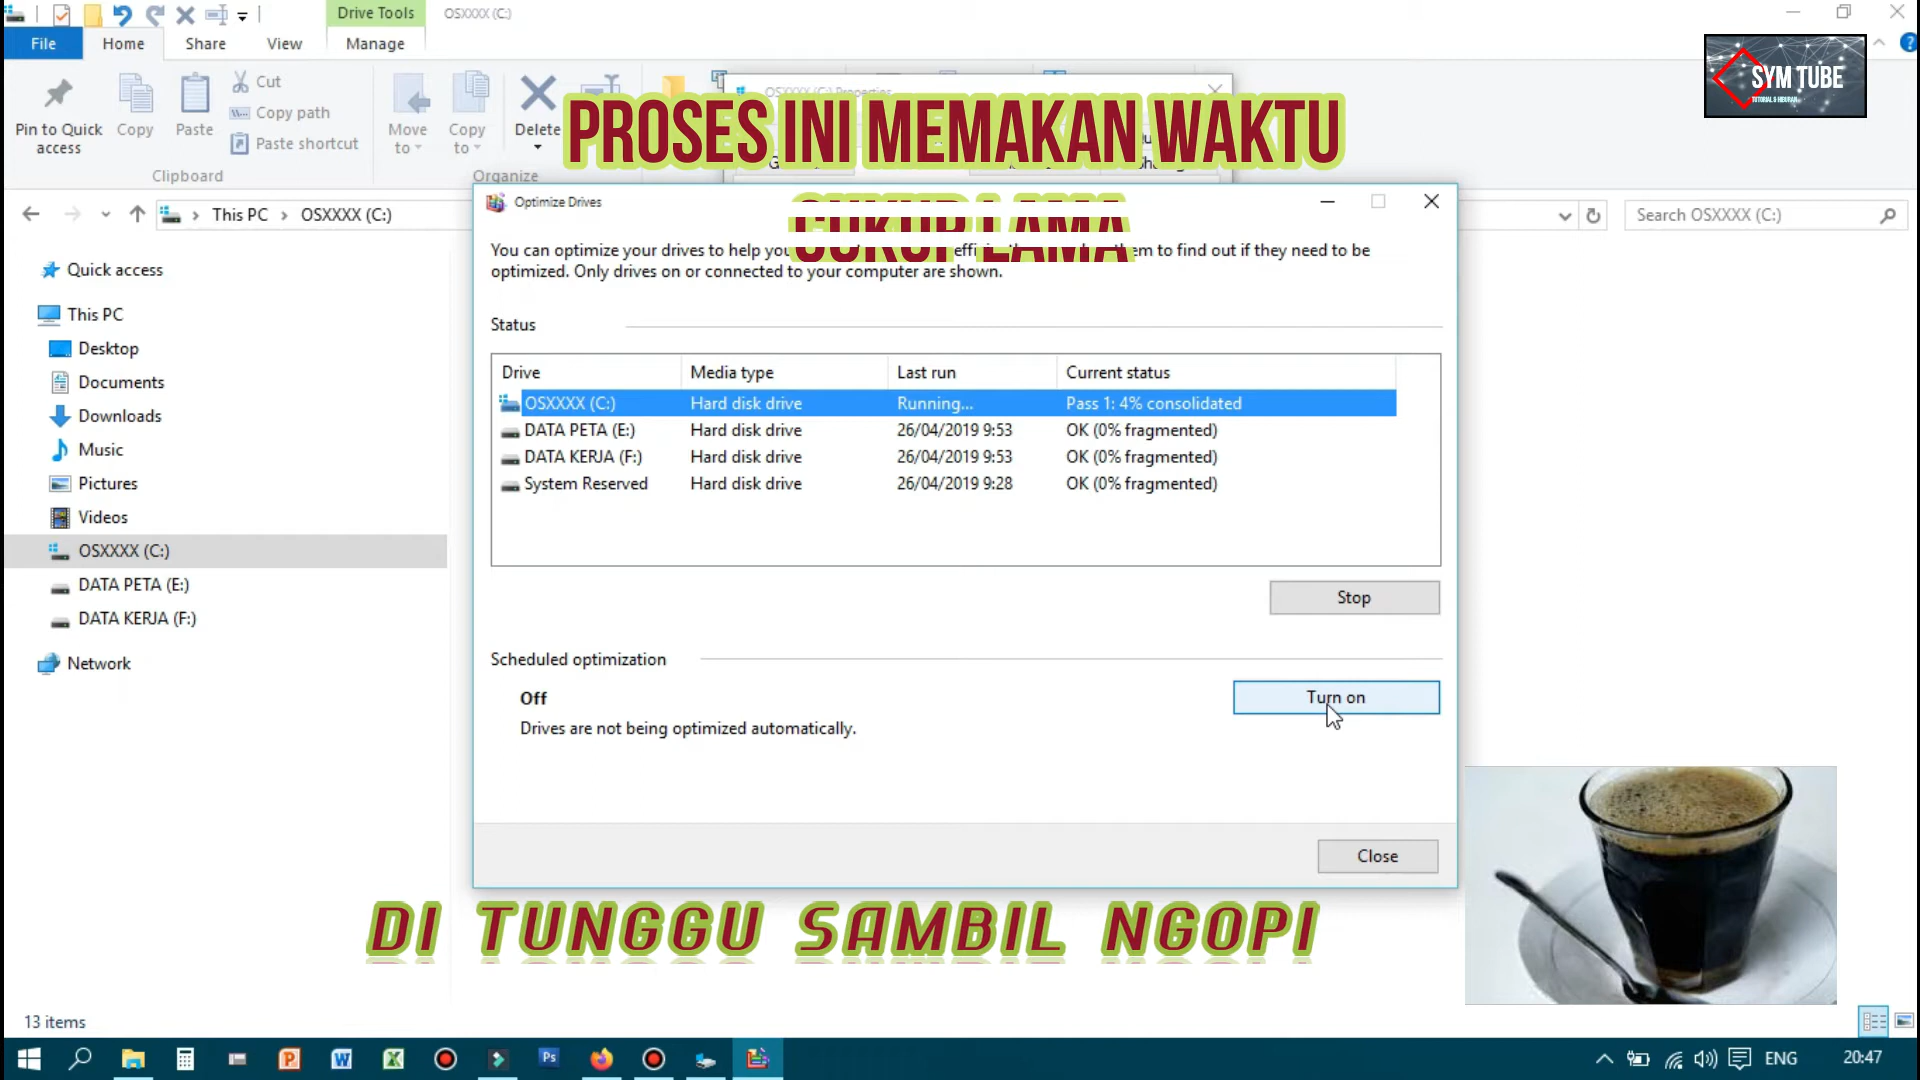 Drive Tools
OSXXXX (C:)
File
Home
Share
View
Manage
SYM TUBE
TUTORIAL & HIBURAN
Pin to Quick access
Copy
Paste
Cut
Copy path
Paste shortcut
Move to
Copy to
Delete
Clipboard
Organize
OSXXXX (C:) Properties
PROSES INI MEMAKAN WAKTU
CUKUP LAMA
This PC
OSXXXX (C:)
Search OSXXXX (C:)
Quick access
This PC
Desktop
Documents
Downloads
Music
Pictures
Videos
OSXXXX (C:)
DATA PETA (E:)
DATA KERJA (F:)
Network
Optimize Drives
You can optimize your drives to help you them to find out if they need to be
optimized. Only drives on or connected to your computer are shown.
Status
Drive Media type Last run Current status
OSXXXX (C:) Hard disk drive Running... Pass 1: 4% consolidated
DATA PETA (E:) Hard disk drive 26/04/2019 9:53 OK (0% fragmented)
DATA KERJA (F:) Hard disk drive 26/04/2019 9:53 OK (0% fragmented)
System Reserved Hard disk drive 26/04/2019 9:28 OK (0% fragmented)
Stop
Scheduled optimization
Off
Turn on
Drives are not being optimized automatically.
Close
DI TUNGGU SAMBIL NGOPI
13 items
ENG
20:47